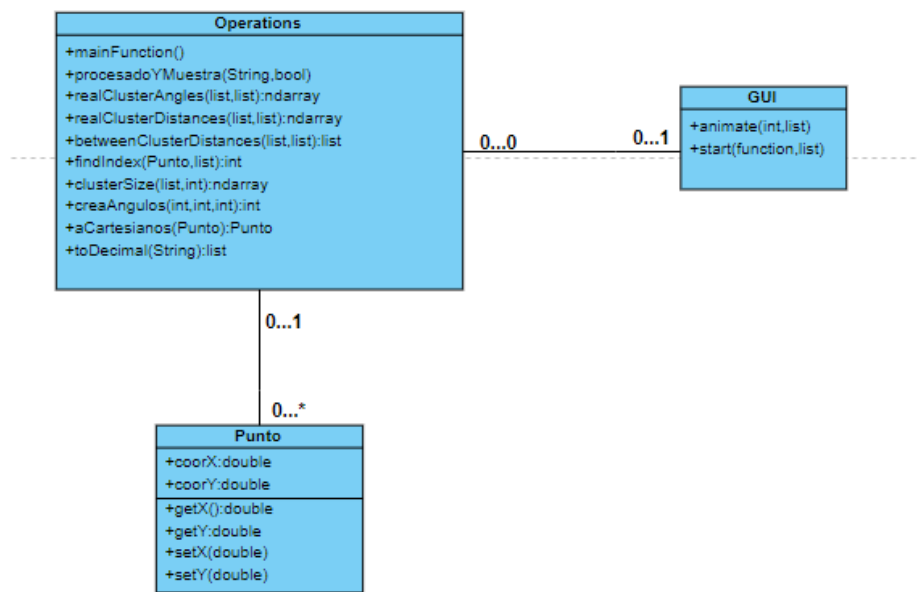 Operations
+mainFunction()
+procesadoYMuestra(String,bool)
+realClusterAngles(list,list):ndarray
+realClusterDistances(list,list):ndarray
+betweenClusterDistances(list,list):list
+findIndex(Punto,list):int
+clusterSize(list,int):ndarray
+creaAngulos(int,int,int):int
+aCartesianos(Punto):Punto
+toDecimal(String):list
0...0
0...1
GUI
+animate(int,list)
+start(function,list)
0...1
0...*
Punto
+coorX:double
+coorY:double
+getX():double
+getY:double
+setX(double)
+setY(double)